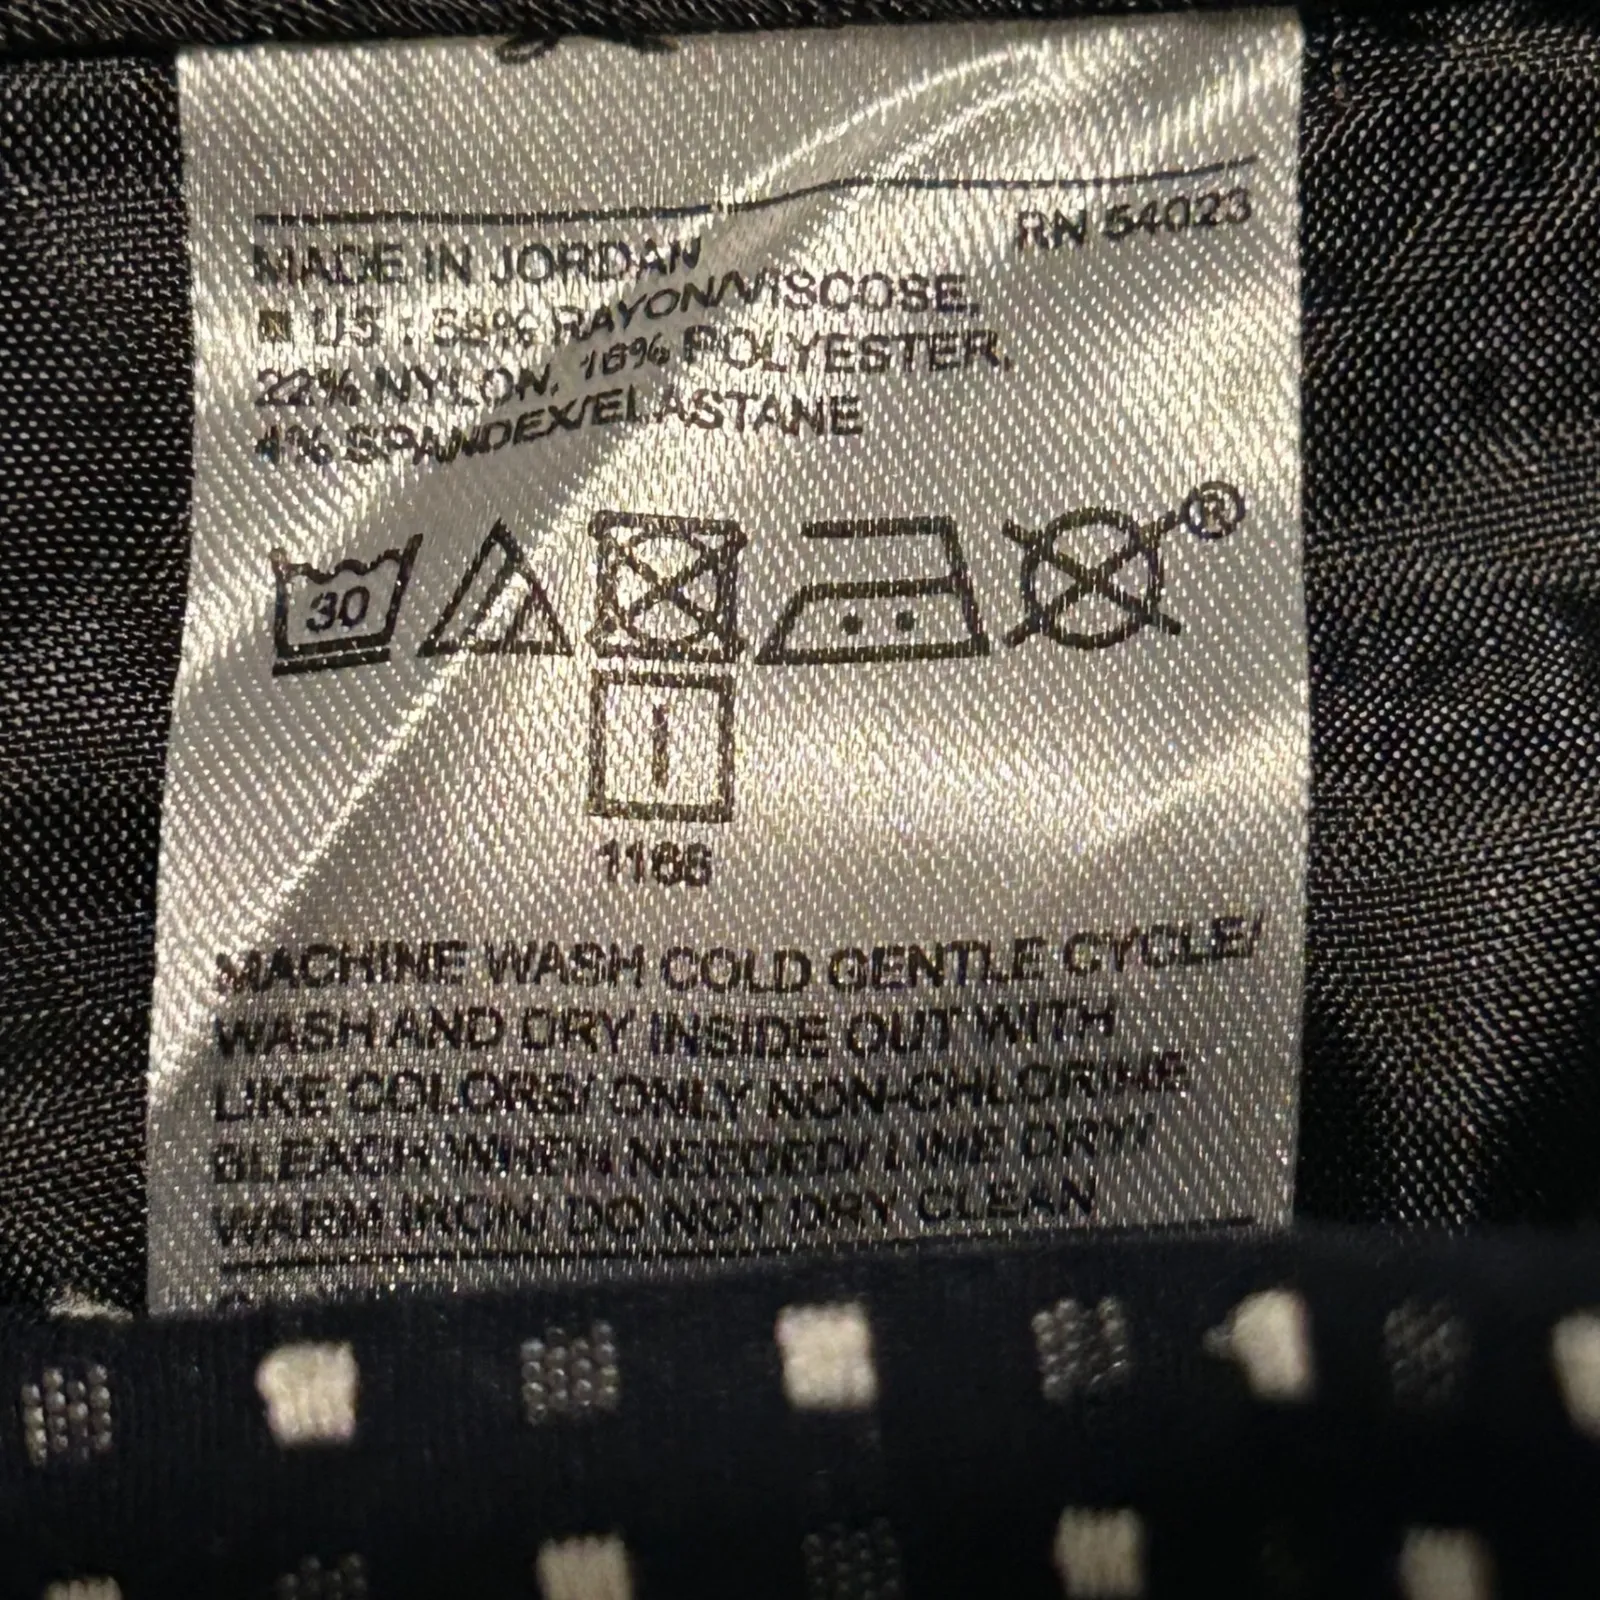 MADE IN JORDAN RN 54023
US : 58% RAYON/VISCOSE,
22% NYLON, 16% POLYESTER,
4% SPANDEX/ELASTANE
30
®
1166
MACHINE WASH COLD GENTLE CYCLE/
WASH AND DRY INSIDE OUT WITH
LIKE COLORS/ ONLY NON-CHLORINE
BLEACH WHEN NEEDED/ LINE DRY/
WARM IRON/ DO NOT DRY CLEAN